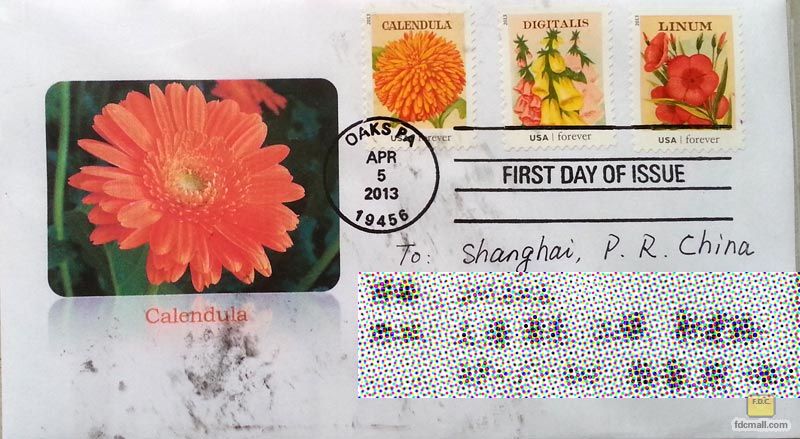 2013 CALENDULA
2013 DIGITALIS
2013 LINUM
USA | forever
USA | forever
USA | forever
OAKS PA
APR
5
2013
19456
FIRST DAY OF ISSUE
To: Shanghai, P. R. China
Calendula
F.D.C.
fdcmall.com